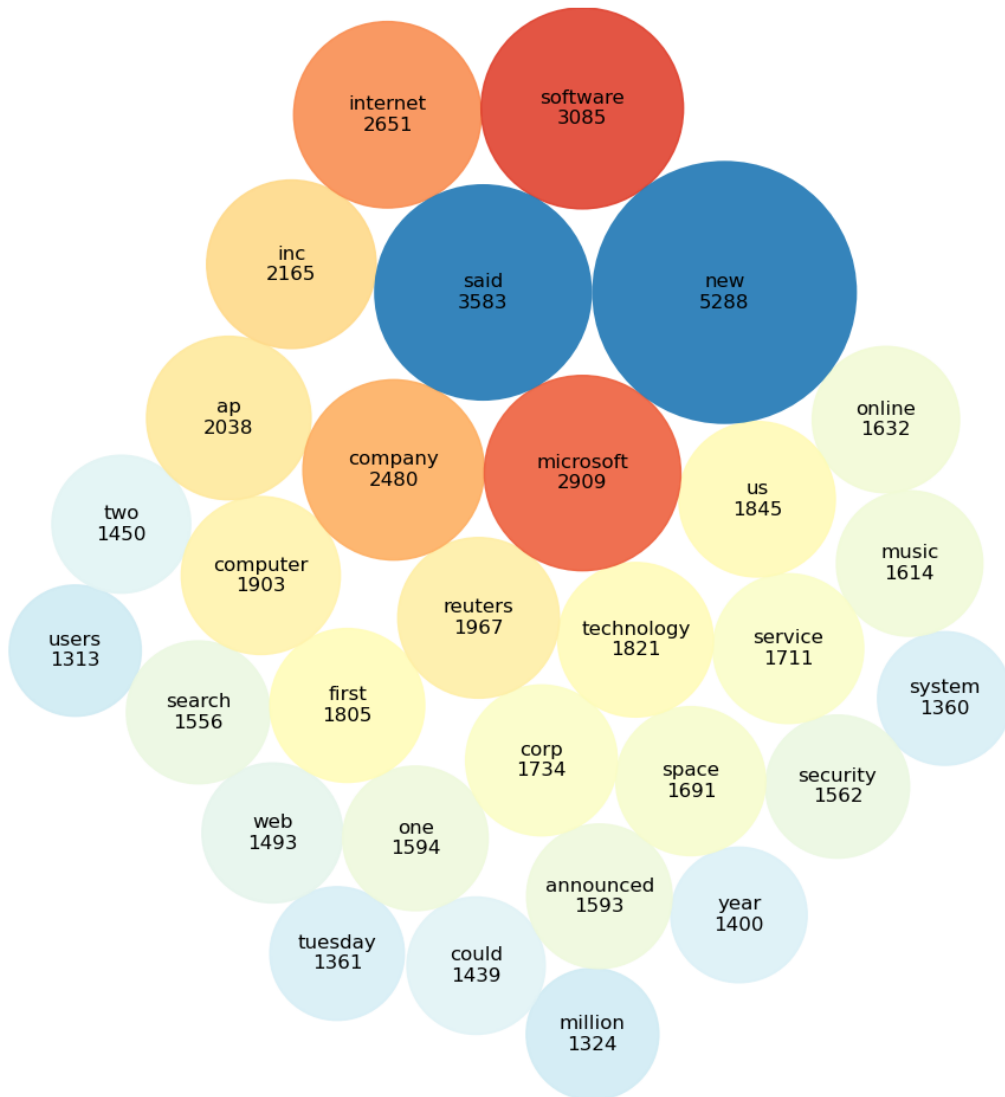 software
3085
internet
2651
inc
2165
said
3583
new
5288
ap
2038
online
1632
company
2480
microsoft
2909
us
1845
two
1450
music
1614
computer
1903
reuters
1967
technology
1821
service
1711
users
1313
search
1556
first
1805
system
1360
corp
1734
space
1691
security
1562
web
1493
one
1594
announced
1593
year
1400
tuesday
1361
could
1439
million
1324